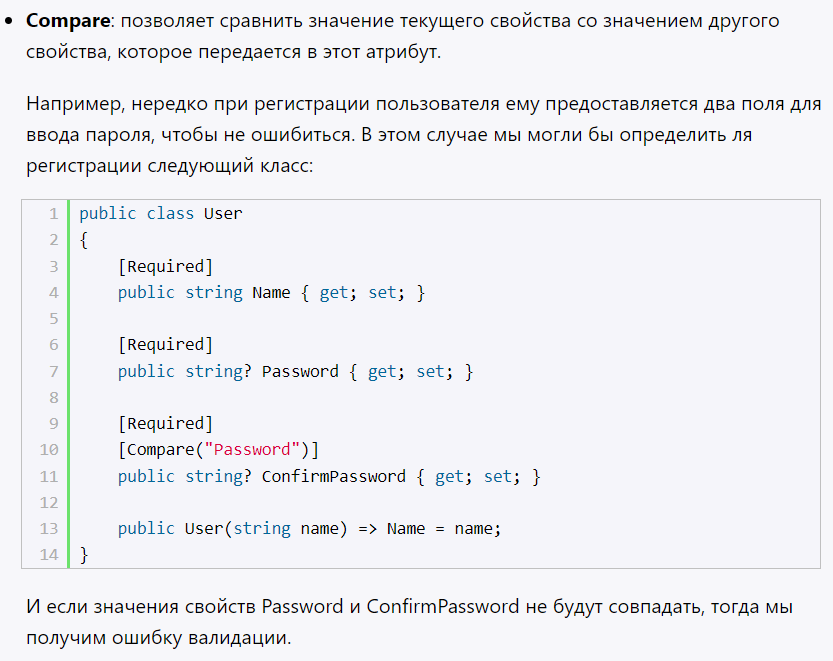 • Compare: позволяет сравнить значение текущего свойства со значением другого
свойства, которое передается в этот атрибут.
Например, нередко при регистрации пользователя ему предоставляется два поля для
ввода пароля, чтобы не ошибиться. В этом случае мы могли бы определить ля
регистрации следующий класс:
1 public class User
2 {
3     [Required]
4     public string Name { get; set; }
5
6     [Required]
7     public string? Password { get; set; }
8
9     [Required]
10     [Compare("Password")]
11     public string? ConfirmPassword { get; set; }
12
13     public User(string name) => Name = name;
14 }
И если значения свойств Password и ConfirmPassword не будут совпадать, тогда мы
получим ошибку валидации.